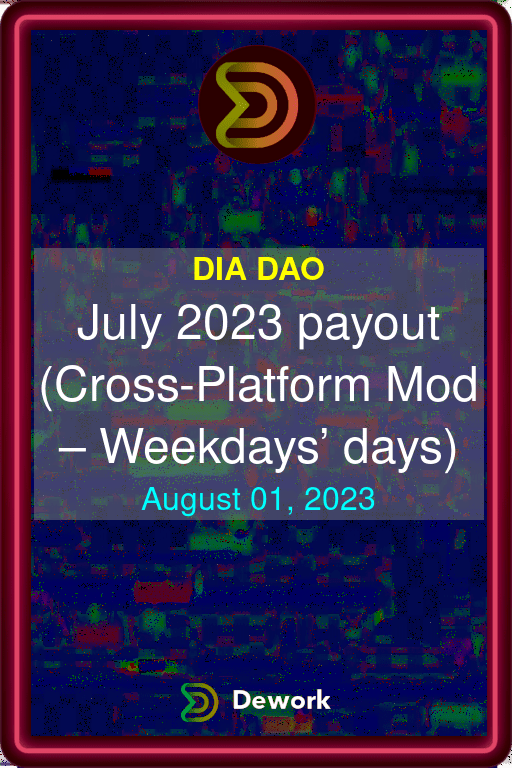 DIA DAO
July 2023 payout
(Cross-Platform Mod
– Weekdays’ days)
August 01, 2023
Dework